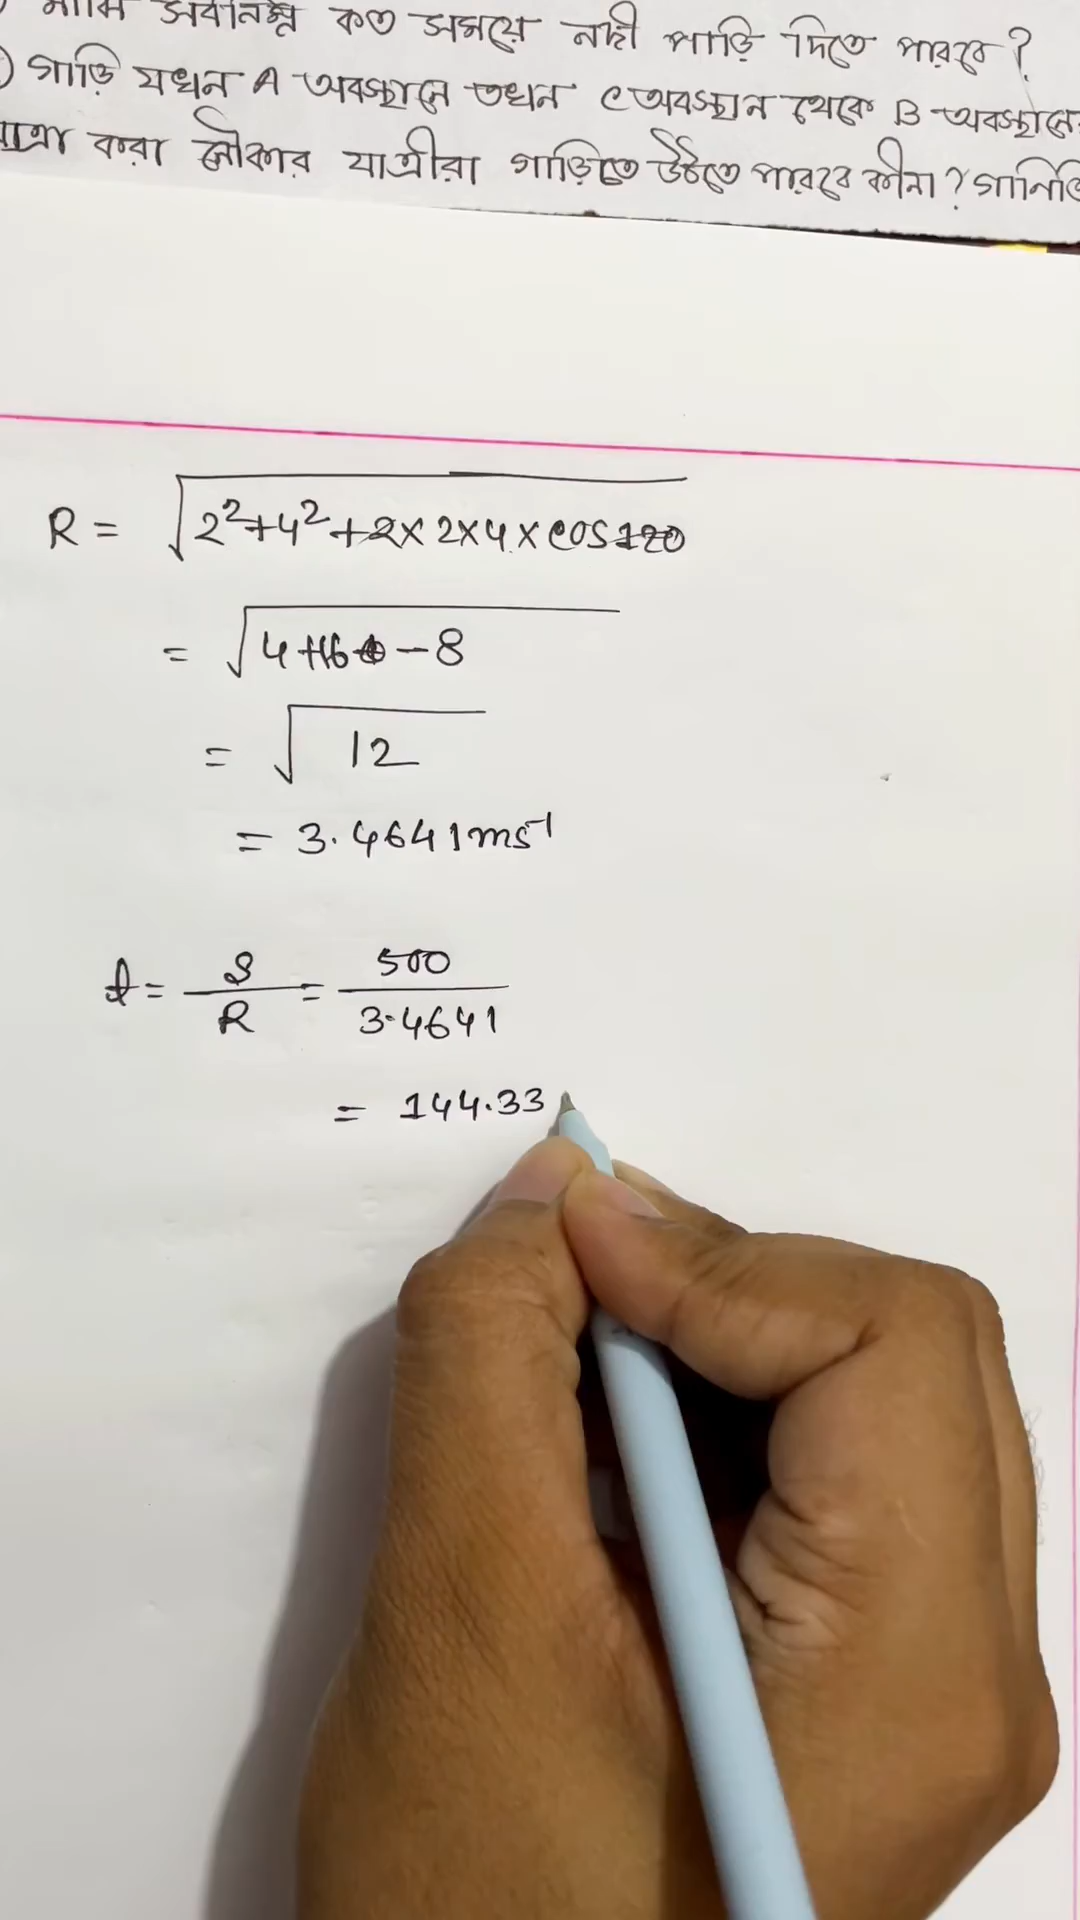 মাঝি সর্বনিম্ন কত সময়ে নদী পাড়ি দিতে পারবে?
) গাড়ি যখন A অবস্থানে তখন C অবস্থান থেকে B অবস্থানে
যাত্রা করা নৌকার যাত্রীরা গাড়িতে উঠতে পারবে কীনা? গানিতি
R = √2²+4²+2×2×4×cos120
= √4+16-8
= √12
= 3.4641ms⁻¹
t = S/R = 500/3.4641
= 144.33